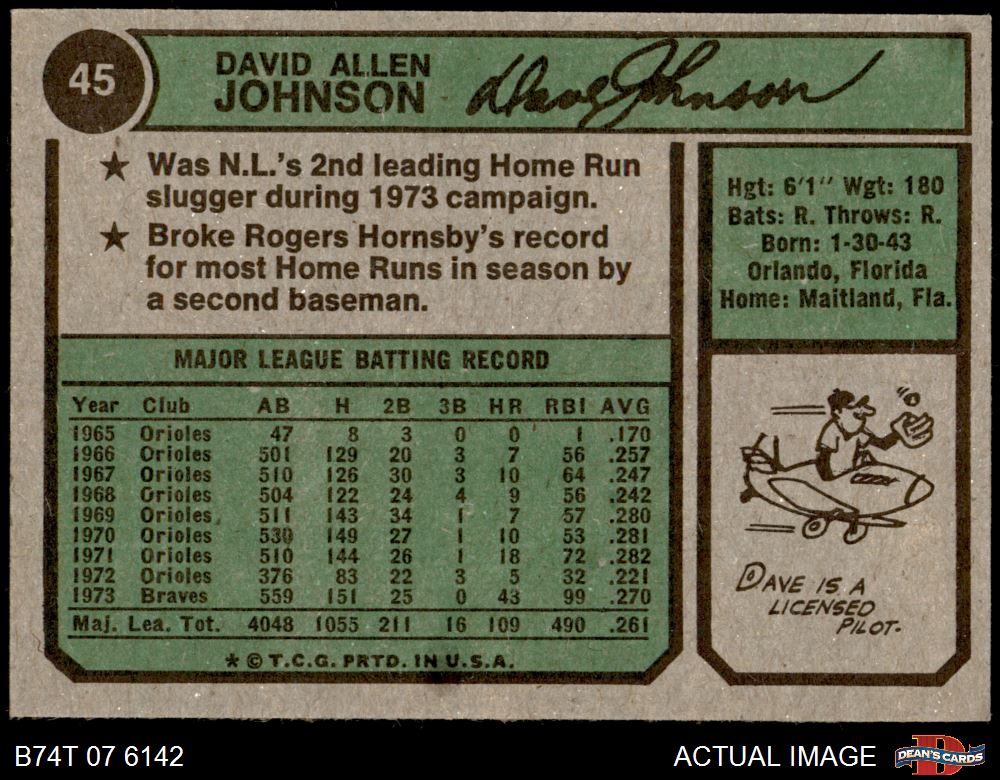 45
DAVID ALLEN
JOHNSON
Dave Johnson
★ Was N.L.'s 2nd leading Home Run
slugger during 1973 campaign.
★ Broke Rogers Hornsby's record
for most Home Runs in season by
a second baseman.
Hgt: 6'1" Wgt: 180
Bats: R. Throws: R.
Born: 1-30-43
Orlando, Florida
Home: Maitland, Fla.
MAJOR LEAGUE BATTING RECORD
Year Club AB H 2B 3B HR RBI AVG
1965 Orioles 47 8 3 0 0 1 .170
1966 Orioles 501 129 20 3 7 56 .257
1967 Orioles 510 126 30 3 10 64 .247
1968 Orioles 504 122 24 4 9 56 .242
1969 Orioles 511 143 34 1 7 57 .280
1970 Orioles 530 149 27 1 10 53 .281
1971 Orioles 510 144 26 1 18 72 .282
1972 Orioles 376 83 22 3 5 32 .221
1973 Braves 559 151 25 0 43 99 .270
Maj. Lea. Tot. 4048 1055 211 16 109 490 .261
* © T.C.G. PRTD. IN U.S.A.
DAVE IS A
LICENSED
PILOT.
B74T 07 6142
ACTUAL IMAGE
D
DEAN'S CARDS